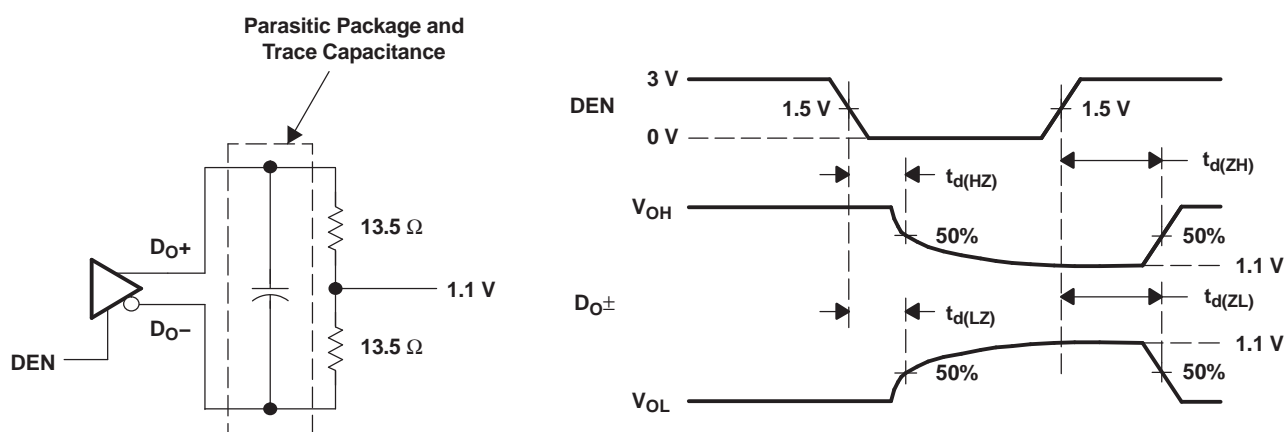 Parasitic Package and
Trace Capacitance
DO+
DO−
DEN
13.5 Ω
1.1 V
13.5 Ω
DEN
3 V
0 V
1.5 V
1.5 V
td(HZ)
td(ZH)
VOH
50%
50%
1.1 V
DO±
td(LZ)
td(ZL)
1.1 V
50%
50%
VOL